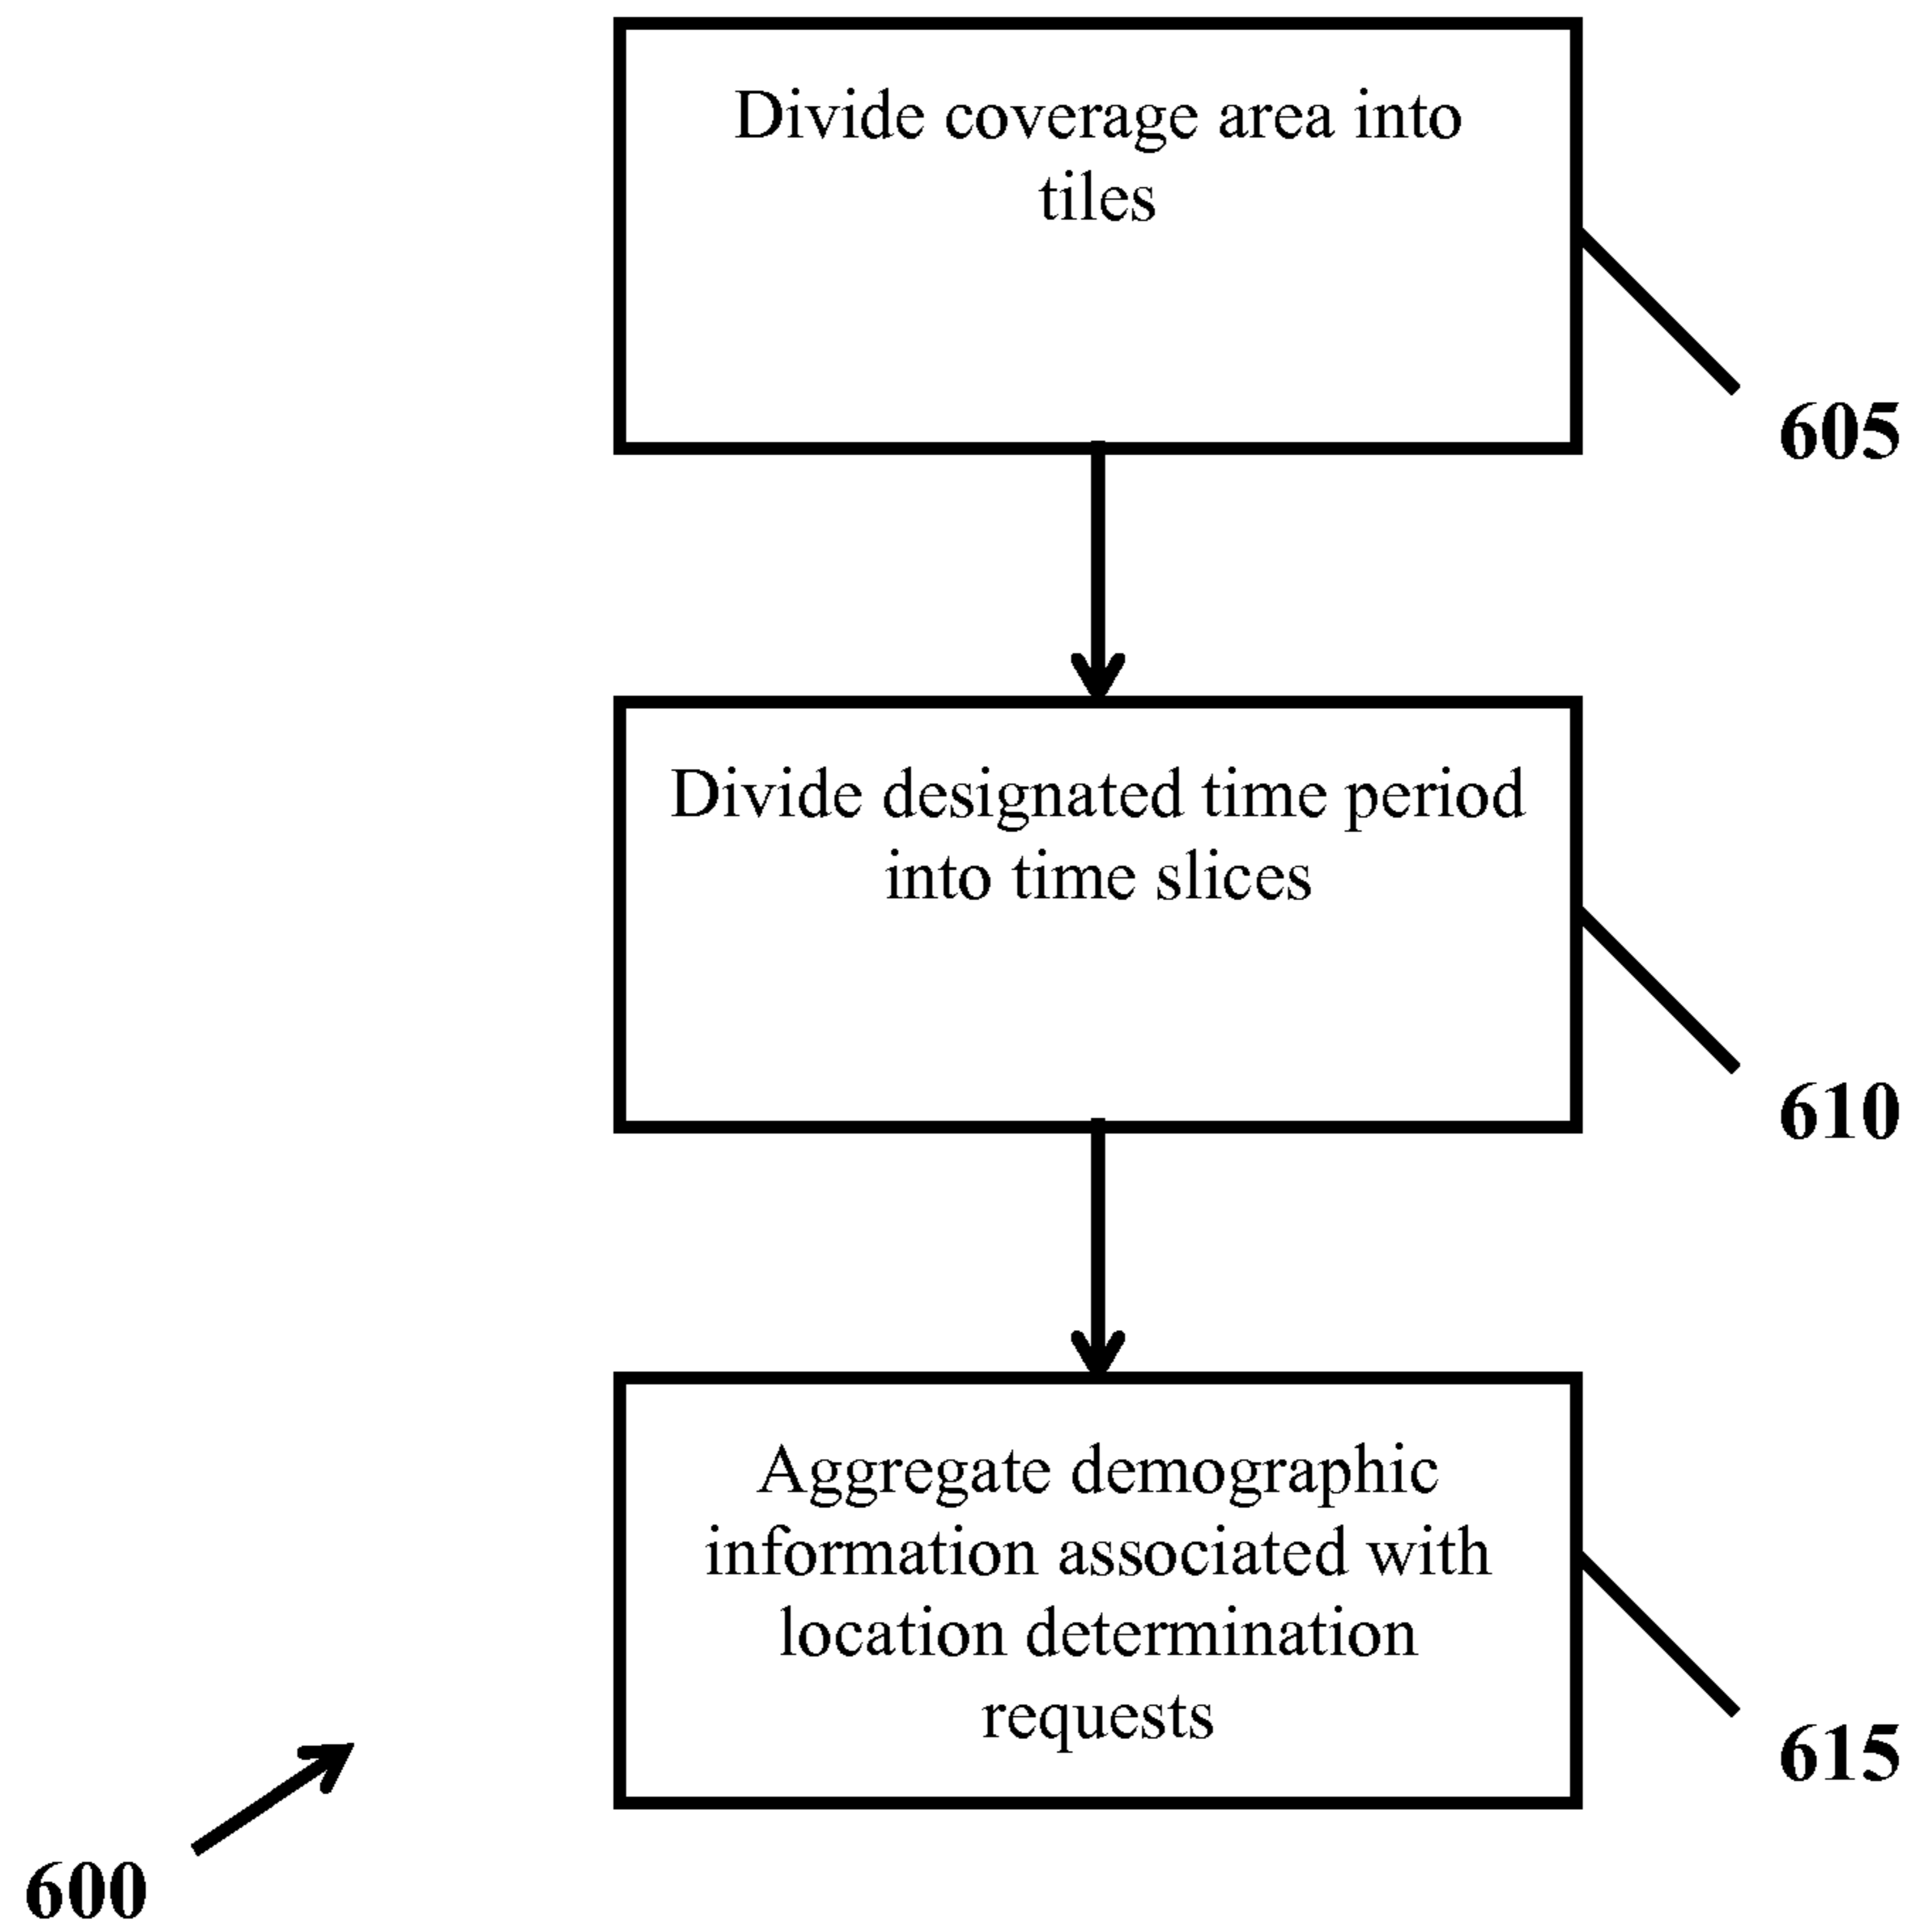 Divide coverage area into
tiles
605
Divide designated time period
into time slices
610
Aggregate demographic
information associated with
location determination
requests
615
600